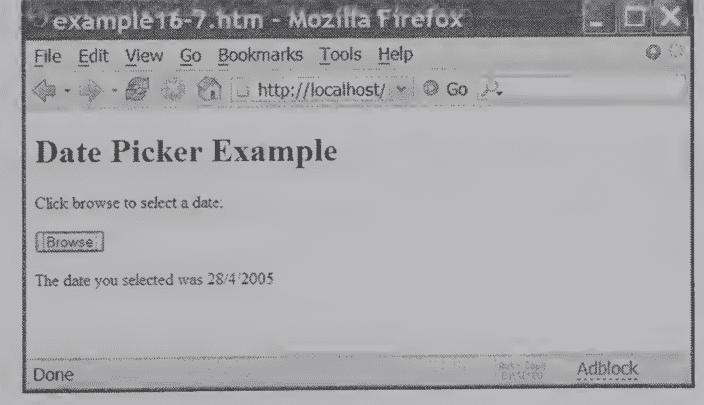 example16-7.htm - Mozilla Firefox
File Edit View Go Bookmarks Tools Help
http://localhost/ Go
Date Picker Example
Click browse to select a date:
Browse
The date you selected was 28/4/2005
Done Adblock